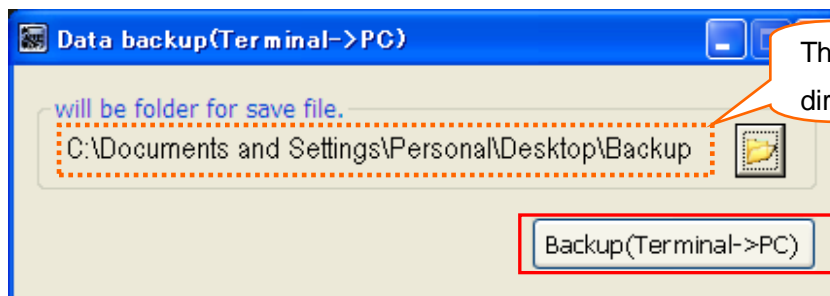 Data backup(Terminal->PC)
will be folder for save file.
C:\Documents and Settings\Personal\Desktop\Backup
Backup(Terminal->PC)